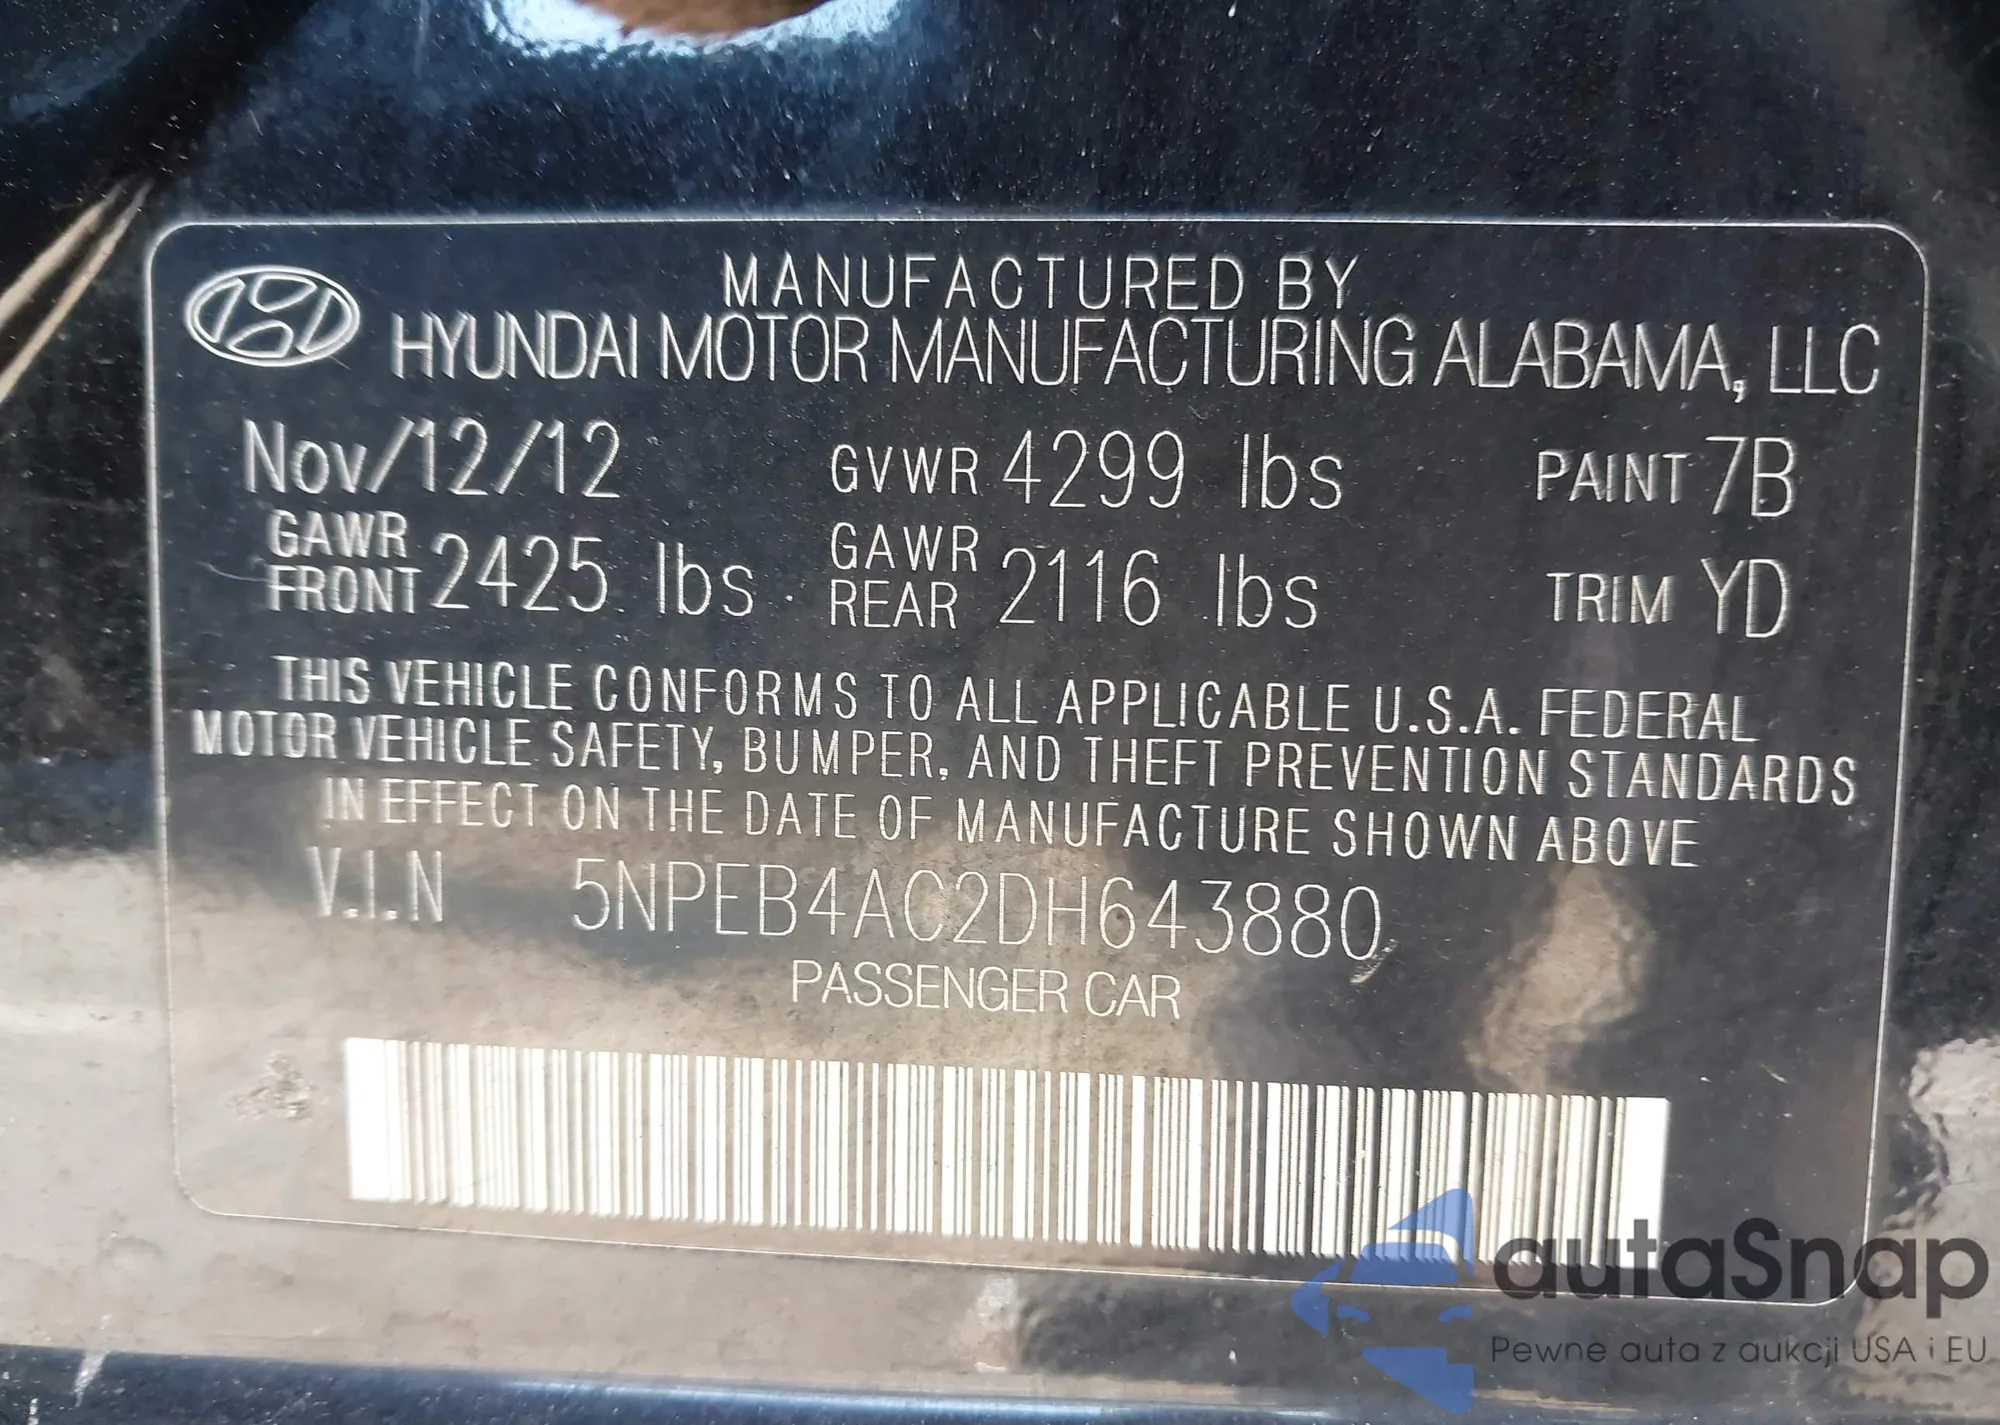 MANUFACTURED BY
HYUNDAI MOTOR MANUFACTURING ALABAMA, LLC
Nov/12/12 GVWR 4299 lbs PAINT 7B
GAWR FRONT 2425 lbs GAWR REAR 2116 lbs TRIM YD
THIS VEHICLE CONFORMS TO ALL APPLICABLE U.S.A. FEDERAL
MOTOR VEHICLE SAFETY, BUMPER, AND THEFT PREVENTION STANDARDS
IN EFFECT ON THE DATE OF MANUFACTURE SHOWN ABOVE
V.I.N 5NPEB4AC2DH643880
PASSENGER CAR
autaSnap
Pewne auta z aukcji USA i EU